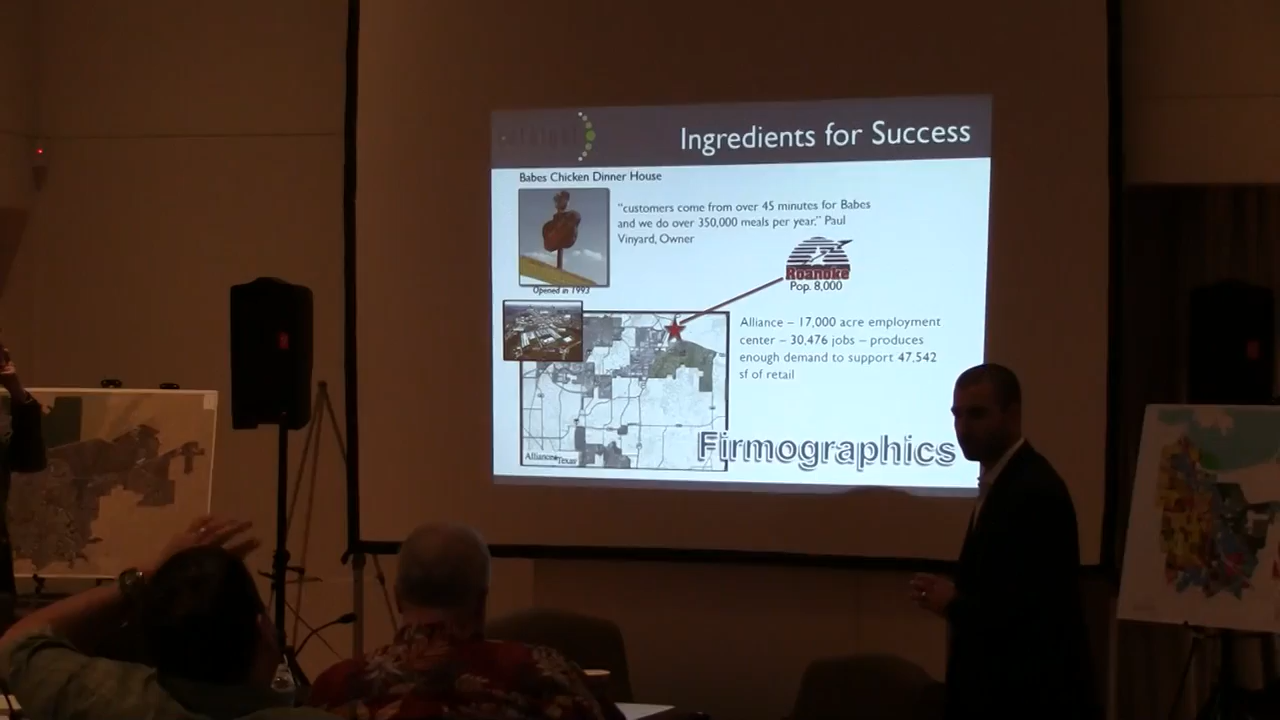 Ingredients for Success
Babes Chicken Dinner House
"customers come from over 45 minutes for Babes
and we do over 350,000 meals per year." Paul
Vinyard, Owner
Opened in 1993
Roanoke
Pop. 8,000
Alliance – 17,000 acre employment
center – 30,476 jobs – produces
enough demand to support 47,542
sf of retail
Alliance Texas
Firmographics